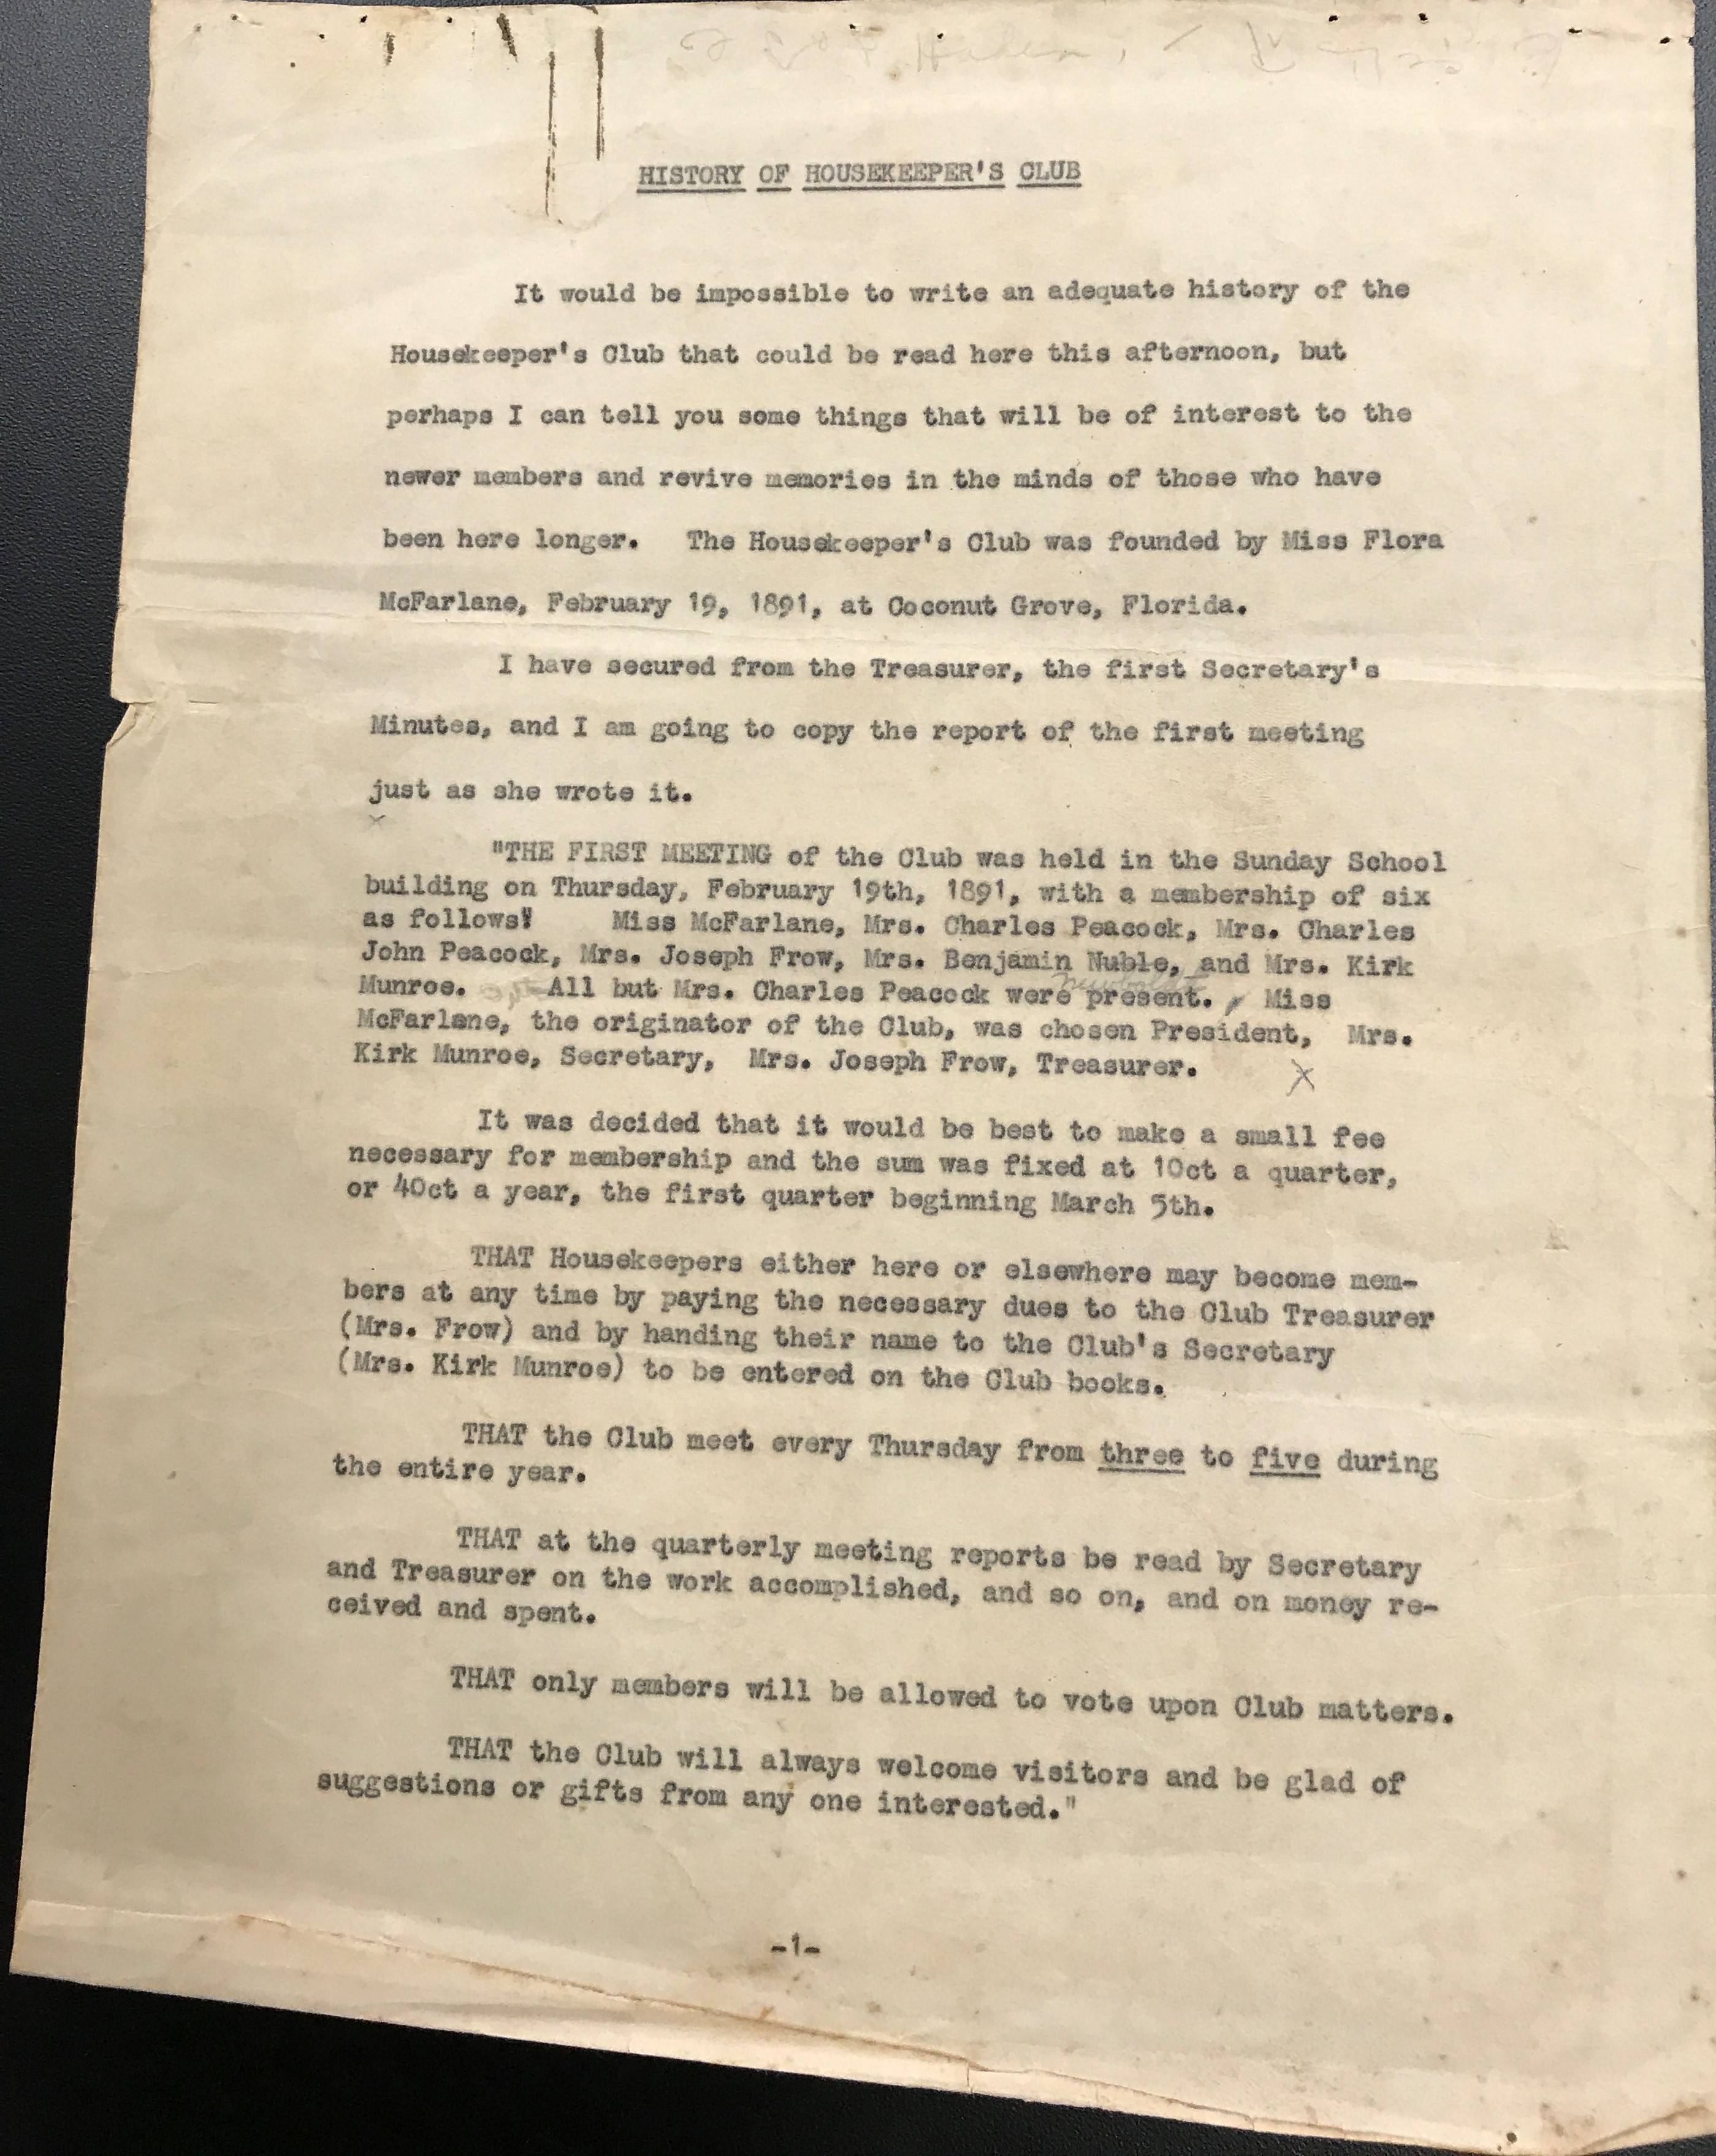 HISTORY OF HOUSEKEEPER'S CLUB
It would be impossible to write an adequate history of the
Housekeeper's Club that could be read here this afternoon, but
perhaps I can tell you some things that will be of interest to the
newer members and revive memories in the minds of those who have
been here longer. The Housekeeper's Club was founded by Miss Flora
McFarlane, February 19, 1891, at Coconut Grove, Florida.
I have secured from the Treasurer, the first Secretary's
Minutes, and I am going to copy the report of the first meeting
just as she wrote it.
"THE FIRST MEETING of the Club was held in the Sunday School
building on Thursday, February 19th, 1891, with a membership of six
as follows" Miss McFarlane, Mrs. Charles Peacock, Mrs. Charles
John Peacock, Mrs. Joseph Frow, Mrs. Benjamin Nuble, and Mrs. Kirk
Munroe. All but Mrs. Charles Peacock were present. Miss
McFarlane, the originator of the Club, was chosen President, Mrs.
Kirk Munroe, Secretary, Mrs. Joseph Frow, Treasurer. X
It was decided that it would be best to make a small fee
necessary for membership and the sum was fixed at 10ct a quarter,
or 40ct a year, the first quarter beginning March 5th.
THAT Housekeepers either here or elsewhere may become mem-
bers at any time by paying the necessary dues to the Club Treasurer
(Mrs. Frow) and by handing their name to the Club's Secretary
(Mrs. Kirk Munroe) to be entered on the Club books.
THAT the Club meet every Thursday from three to five during
the entire year.
THAT at the quarterly meeting reports be read by Secretary
and Treasurer on the work accomplished, and so on, and on money re-
ceived and spent.
THAT only members will be allowed to vote upon Club matters.
THAT the Club will always welcome visitors and be glad of
suggestions or gifts from any one interested."
-1-